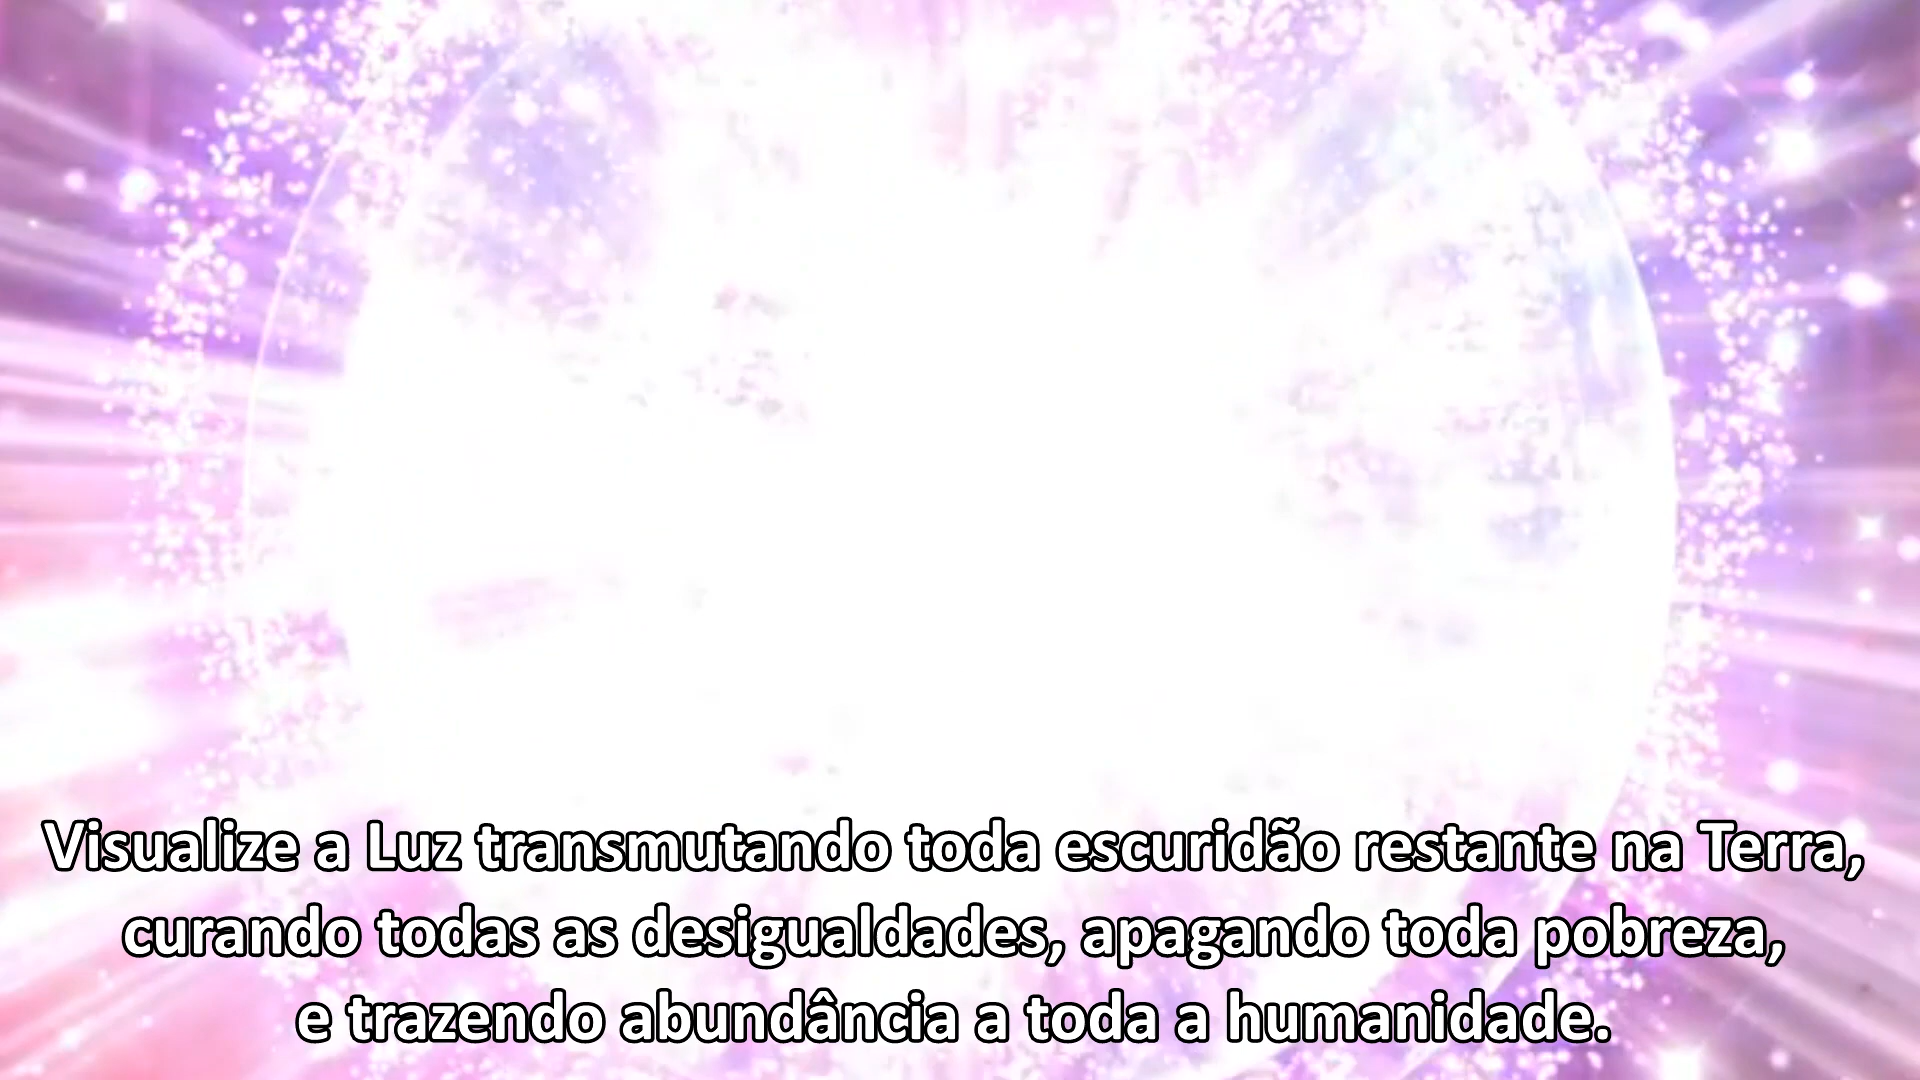 Visualize a Luz transmutando toda escuridão restante na Terra,
curando todas as desigualdades, apagando toda pobreza,
e trazendo abundância a toda a humanidade.